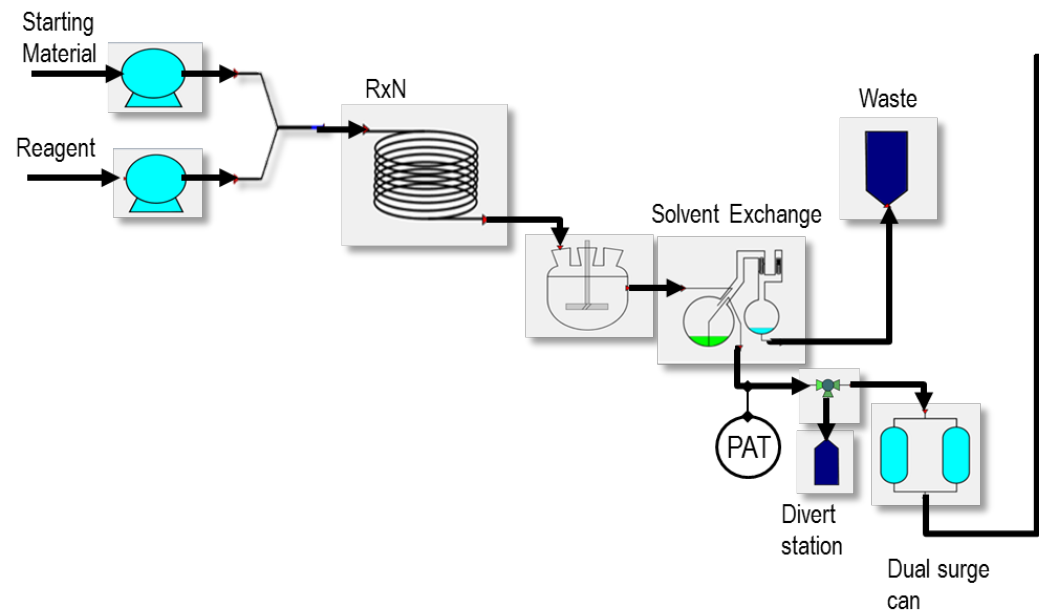 Starting
Material
RxN
Waste
Reagent
Solvent Exchange
PAT
Divert
station
Dual surge
can